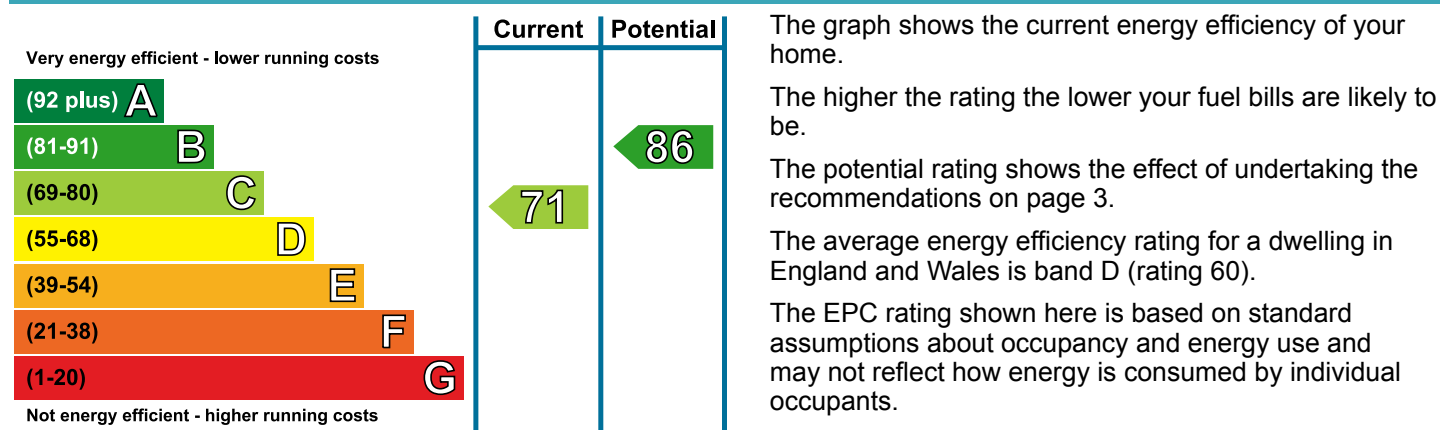 Current Potential
Very energy efficient - lower running costs
(92 plus) A
(81-91) B
86
(69-80) C
71
(55-68) D
(39-54) E
(21-38) F
(1-20) G
Not energy efficient - higher running costs
The graph shows the current energy efficiency of your
home.
The higher the rating the lower your fuel bills are likely to
be.
The potential rating shows the effect of undertaking the
recommendations on page 3.
The average energy efficiency rating for a dwelling in
England and Wales is band D (rating 60).
The EPC rating shown here is based on standard
assumptions about occupancy and energy use and
may not reflect how energy is consumed by individual
occupants.